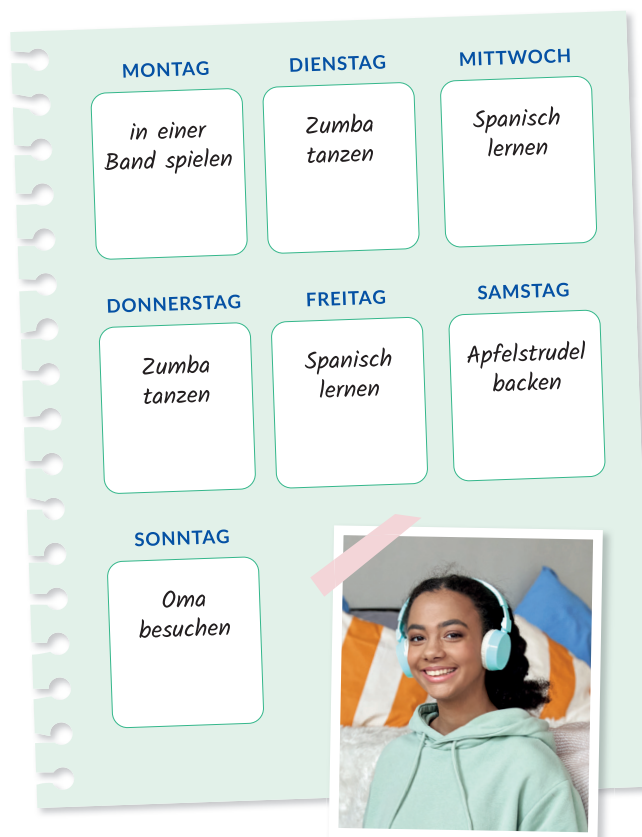 MONTAG
in einer
Band spielen
DIENSTAG
Zumba
tanzen
MITTWOCH
Spanisch
lernen
DONNERSTAG
Zumba
tanzen
FREITAG
Spanisch
lernen
SAMSTAG
Apfelstrudel
backen
SONNTAG
Oma
besuchen